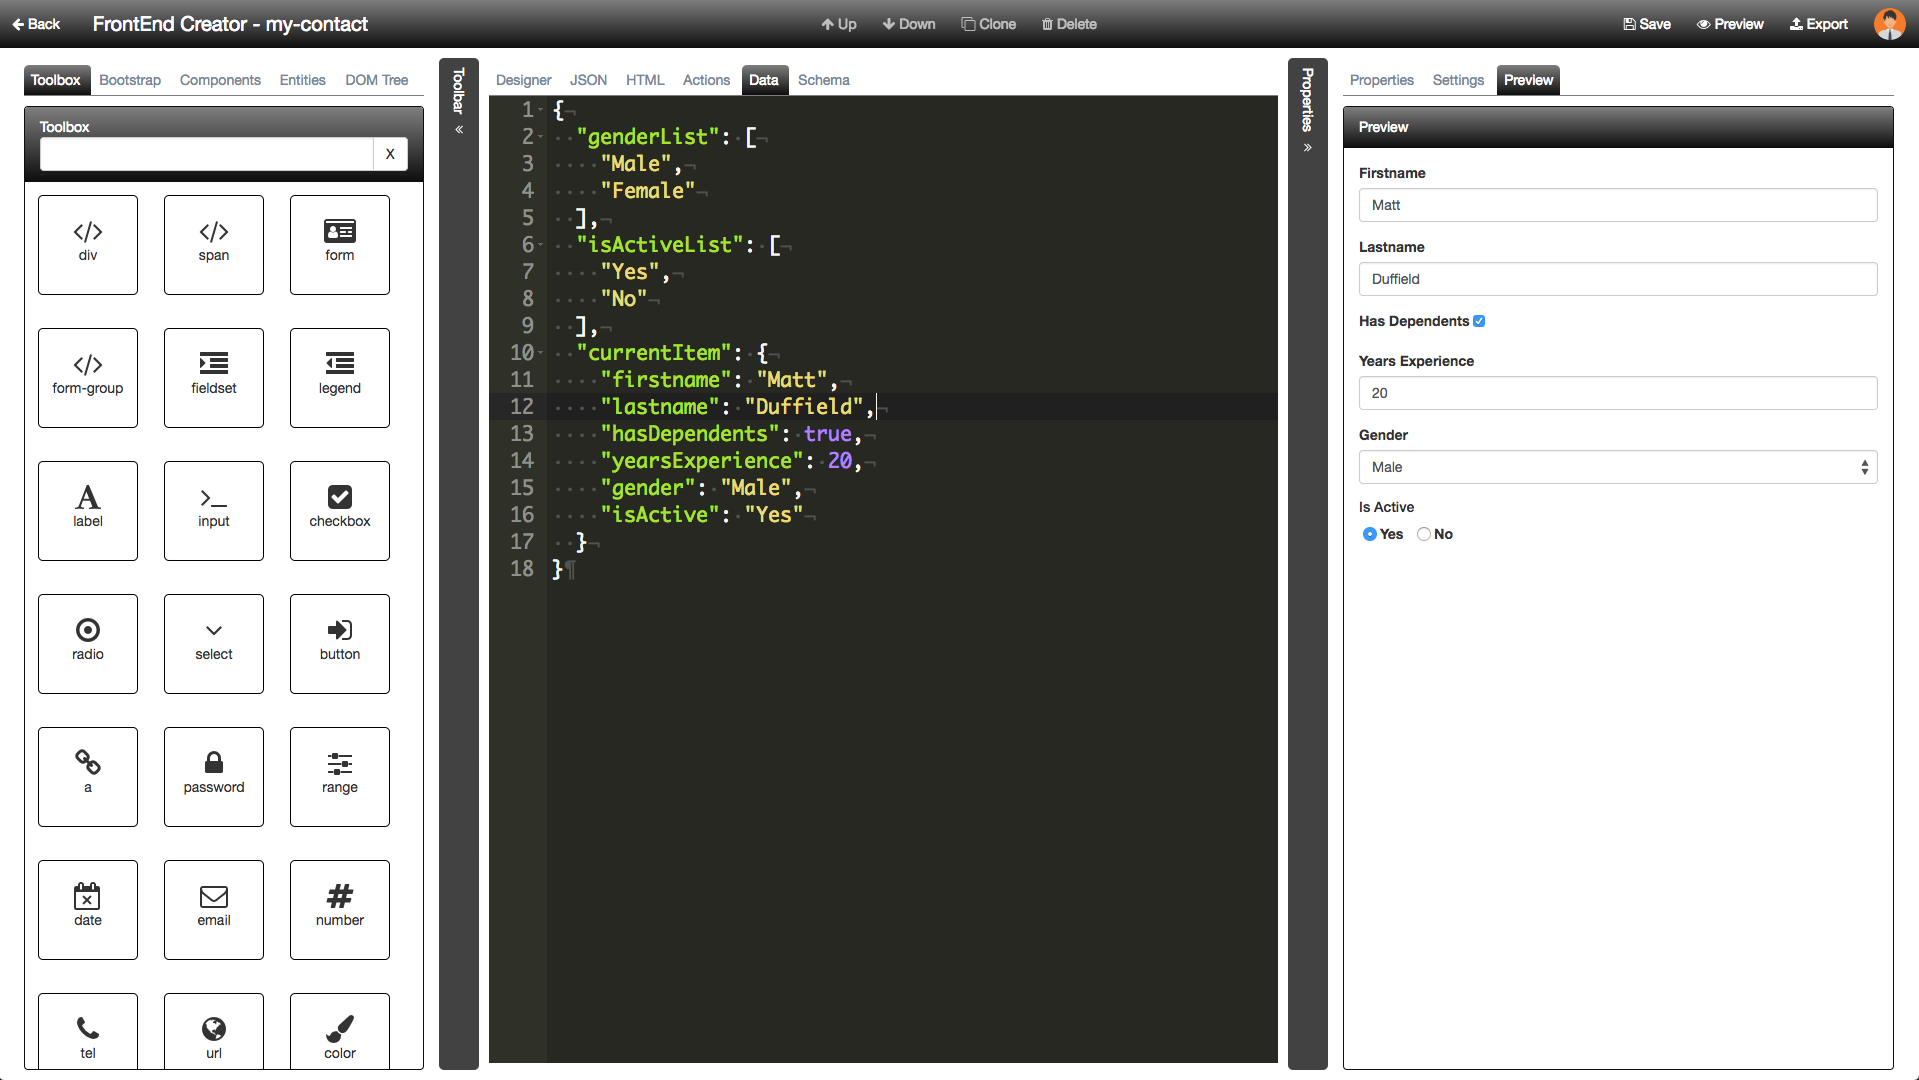 Back
FrontEnd Creator - my-contact
Up
Down
Clone
Delete
Save
Preview
Export
Toolbox
Bootstrap
Components
Entities
DOM Tree
Toolbox
X
div
span
form
form-group
fieldset
legend
label
input
checkbox
radio
select
button
a
password
range
date
email
number
tel
url
color
Toolbar
Designer
JSON
HTML
Actions
Data
Schema
1 {
2 "genderList": [
3 "Male",
4 "Female"
5 ],
6 "isActiveList": [
7 "Yes",
8 "No"
9 ],
10 "currentItem": {
11 "firstname": "Matt",
12 "lastname": "Duffield",
13 "hasDependents": true,
14 "yearsExperience": 20,
15 "gender": "Male",
16 "isActive": "Yes"
17 }
18 }
Properties
Properties
Settings
Preview
Preview
Firstname
Matt
Lastname
Duffield
Has Dependents
Years Experience
20
Gender
Male
Is Active
Yes
No